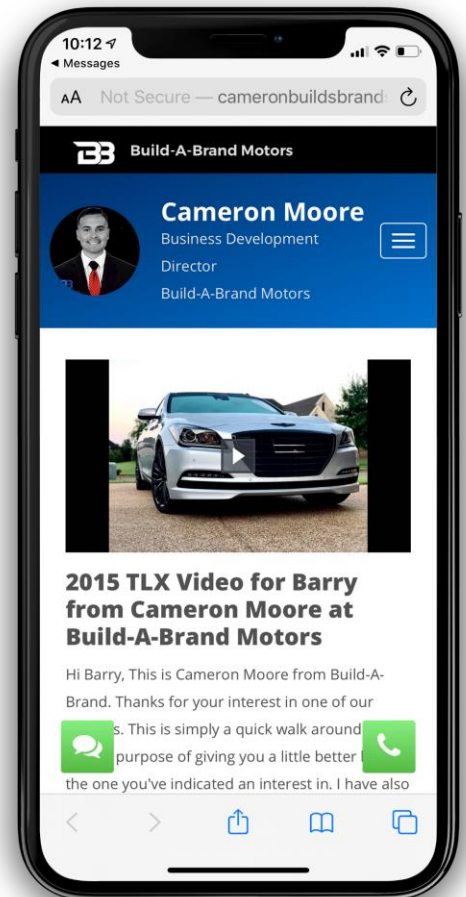 10:12
◀ Messages
AA Not Secure — cameronbuildsbrand
Build-A-Brand Motors
Cameron Moore
Business Development
Director
Build-A-Brand Motors
2015 TLX Video for Barry
from Cameron Moore at
Build-A-Brand Motors
Hi Barry, This is Cameron Moore from Build-A-
Brand. Thanks for your interest in one of our
s. This is simply a quick walk around
purpose of giving you a little better
the one you've indicated an interest in. I have also